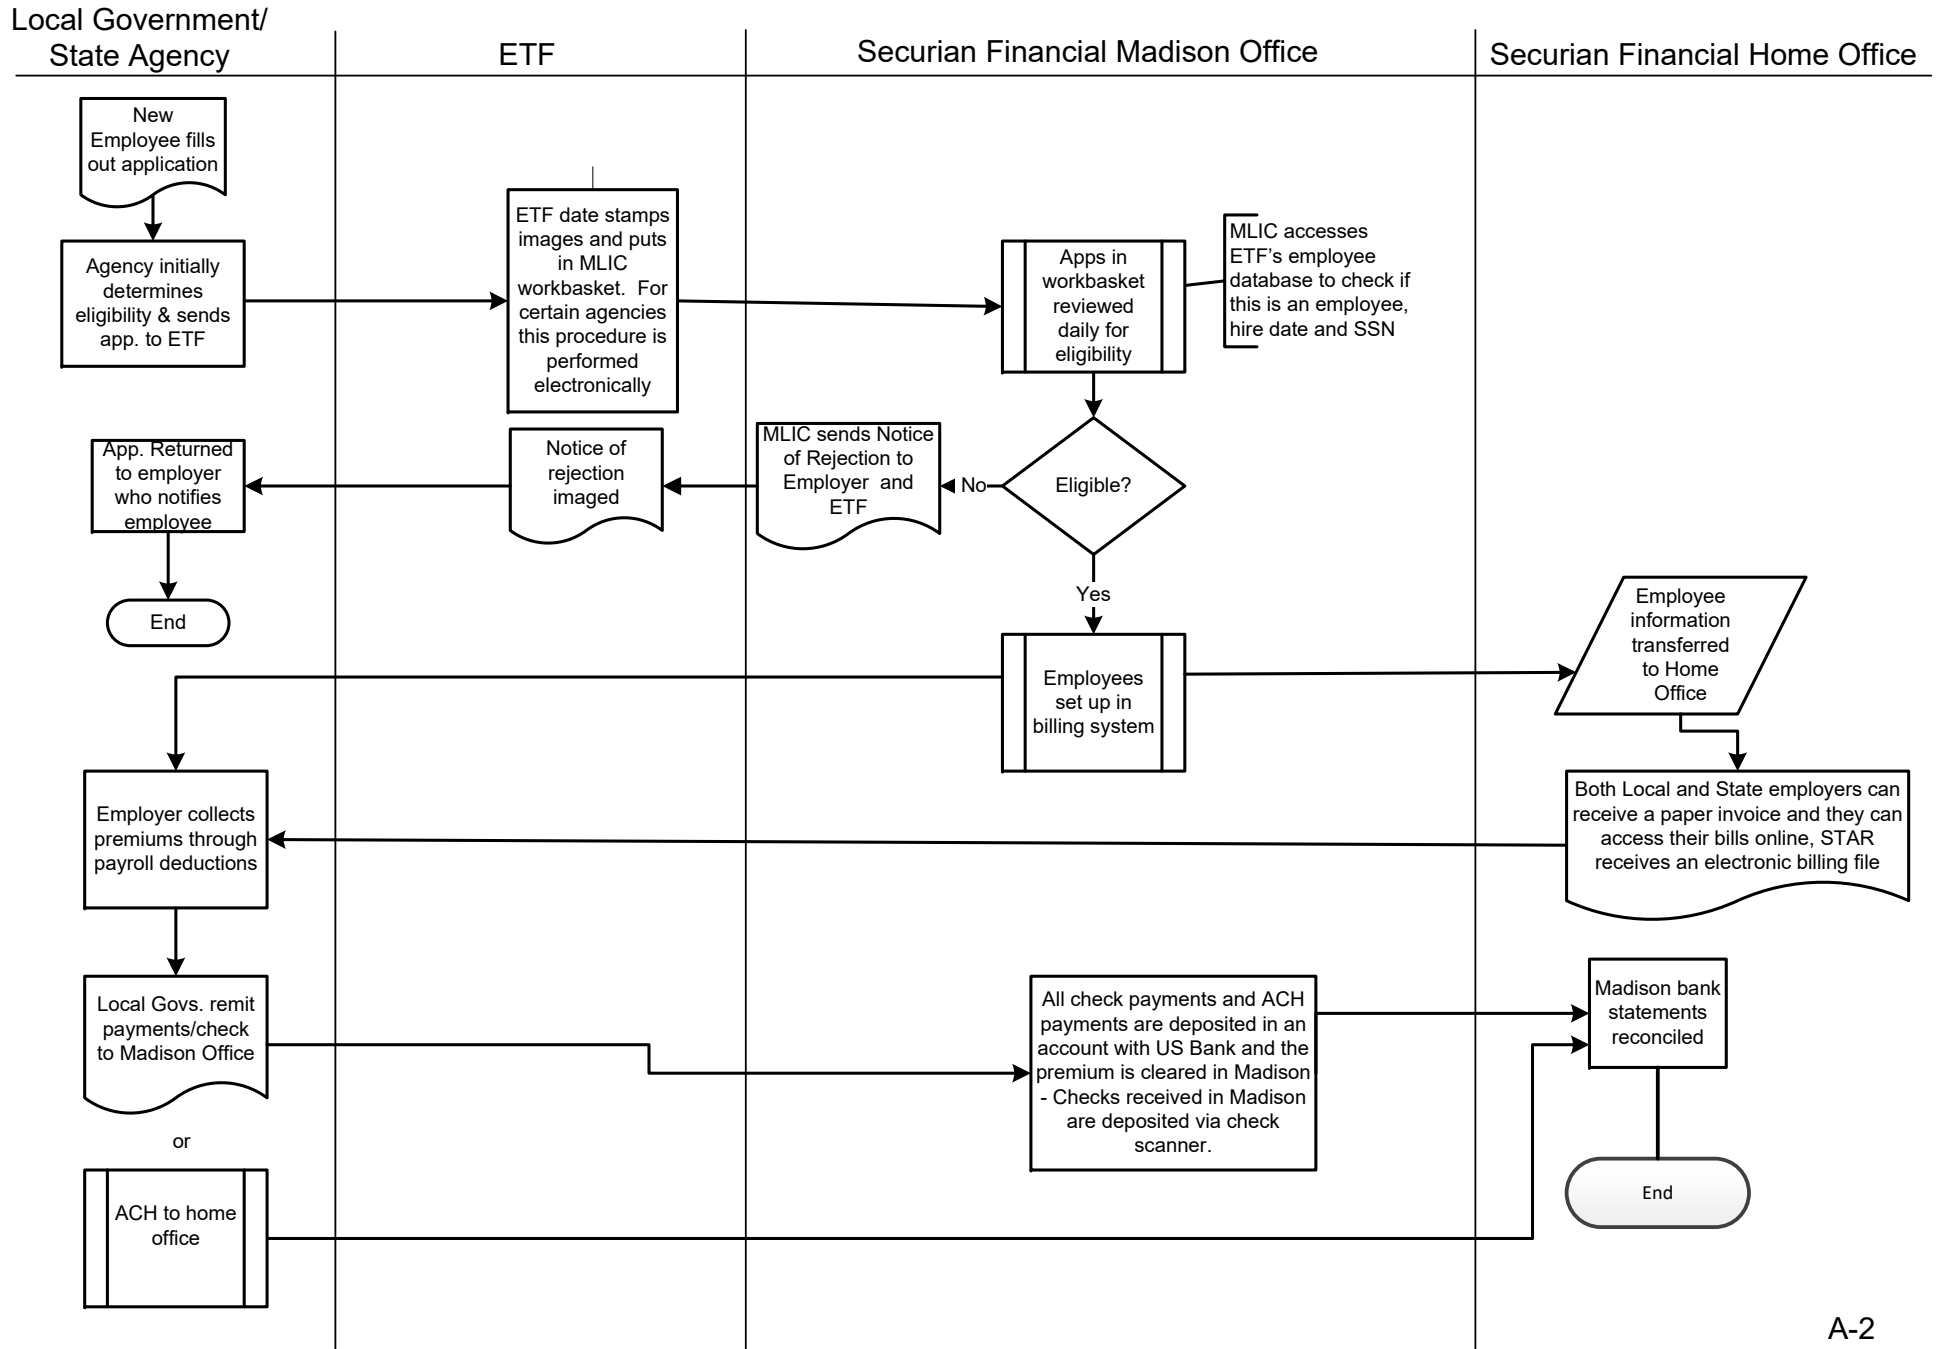 Local Government/
State Agency
ETF
Securian Financial Madison Office
Securian Financial Home Office
New
Employee fills
out application
Agency initially
determines
eligibility & sends
app. to ETF
ETF date stamps
images and puts
in MLIC
workbasket.  For
certain agencies
this procedure is
performed
electronically
Apps in
workbasket
reviewed
daily for
eligibility
MLIC accesses
ETF’s employee
database to check if
this is an employee,
hire date and SSN
App. Returned
to employer
who notifies
employee
Notice of
rejection
imaged
MLIC sends Notice
of Rejection to
Employer  and
ETF
No
Eligible?
Yes
End
Employees
set up in
billing system
Employee
information
transferred
to Home
Office
Employer collects
premiums through
payroll deductions
Both Local and State employers can
receive a paper invoice and they can
access their bills online, STAR
receives an electronic billing file
Local Govs. remit
payments/check
to Madison Office
All check payments and ACH
payments are deposited in an
account with US Bank and the
premium is cleared in Madison
- Checks received in Madison
are deposited via check
scanner.
Madison bank
statements
reconciled
or
ACH to home
office
End
A-2